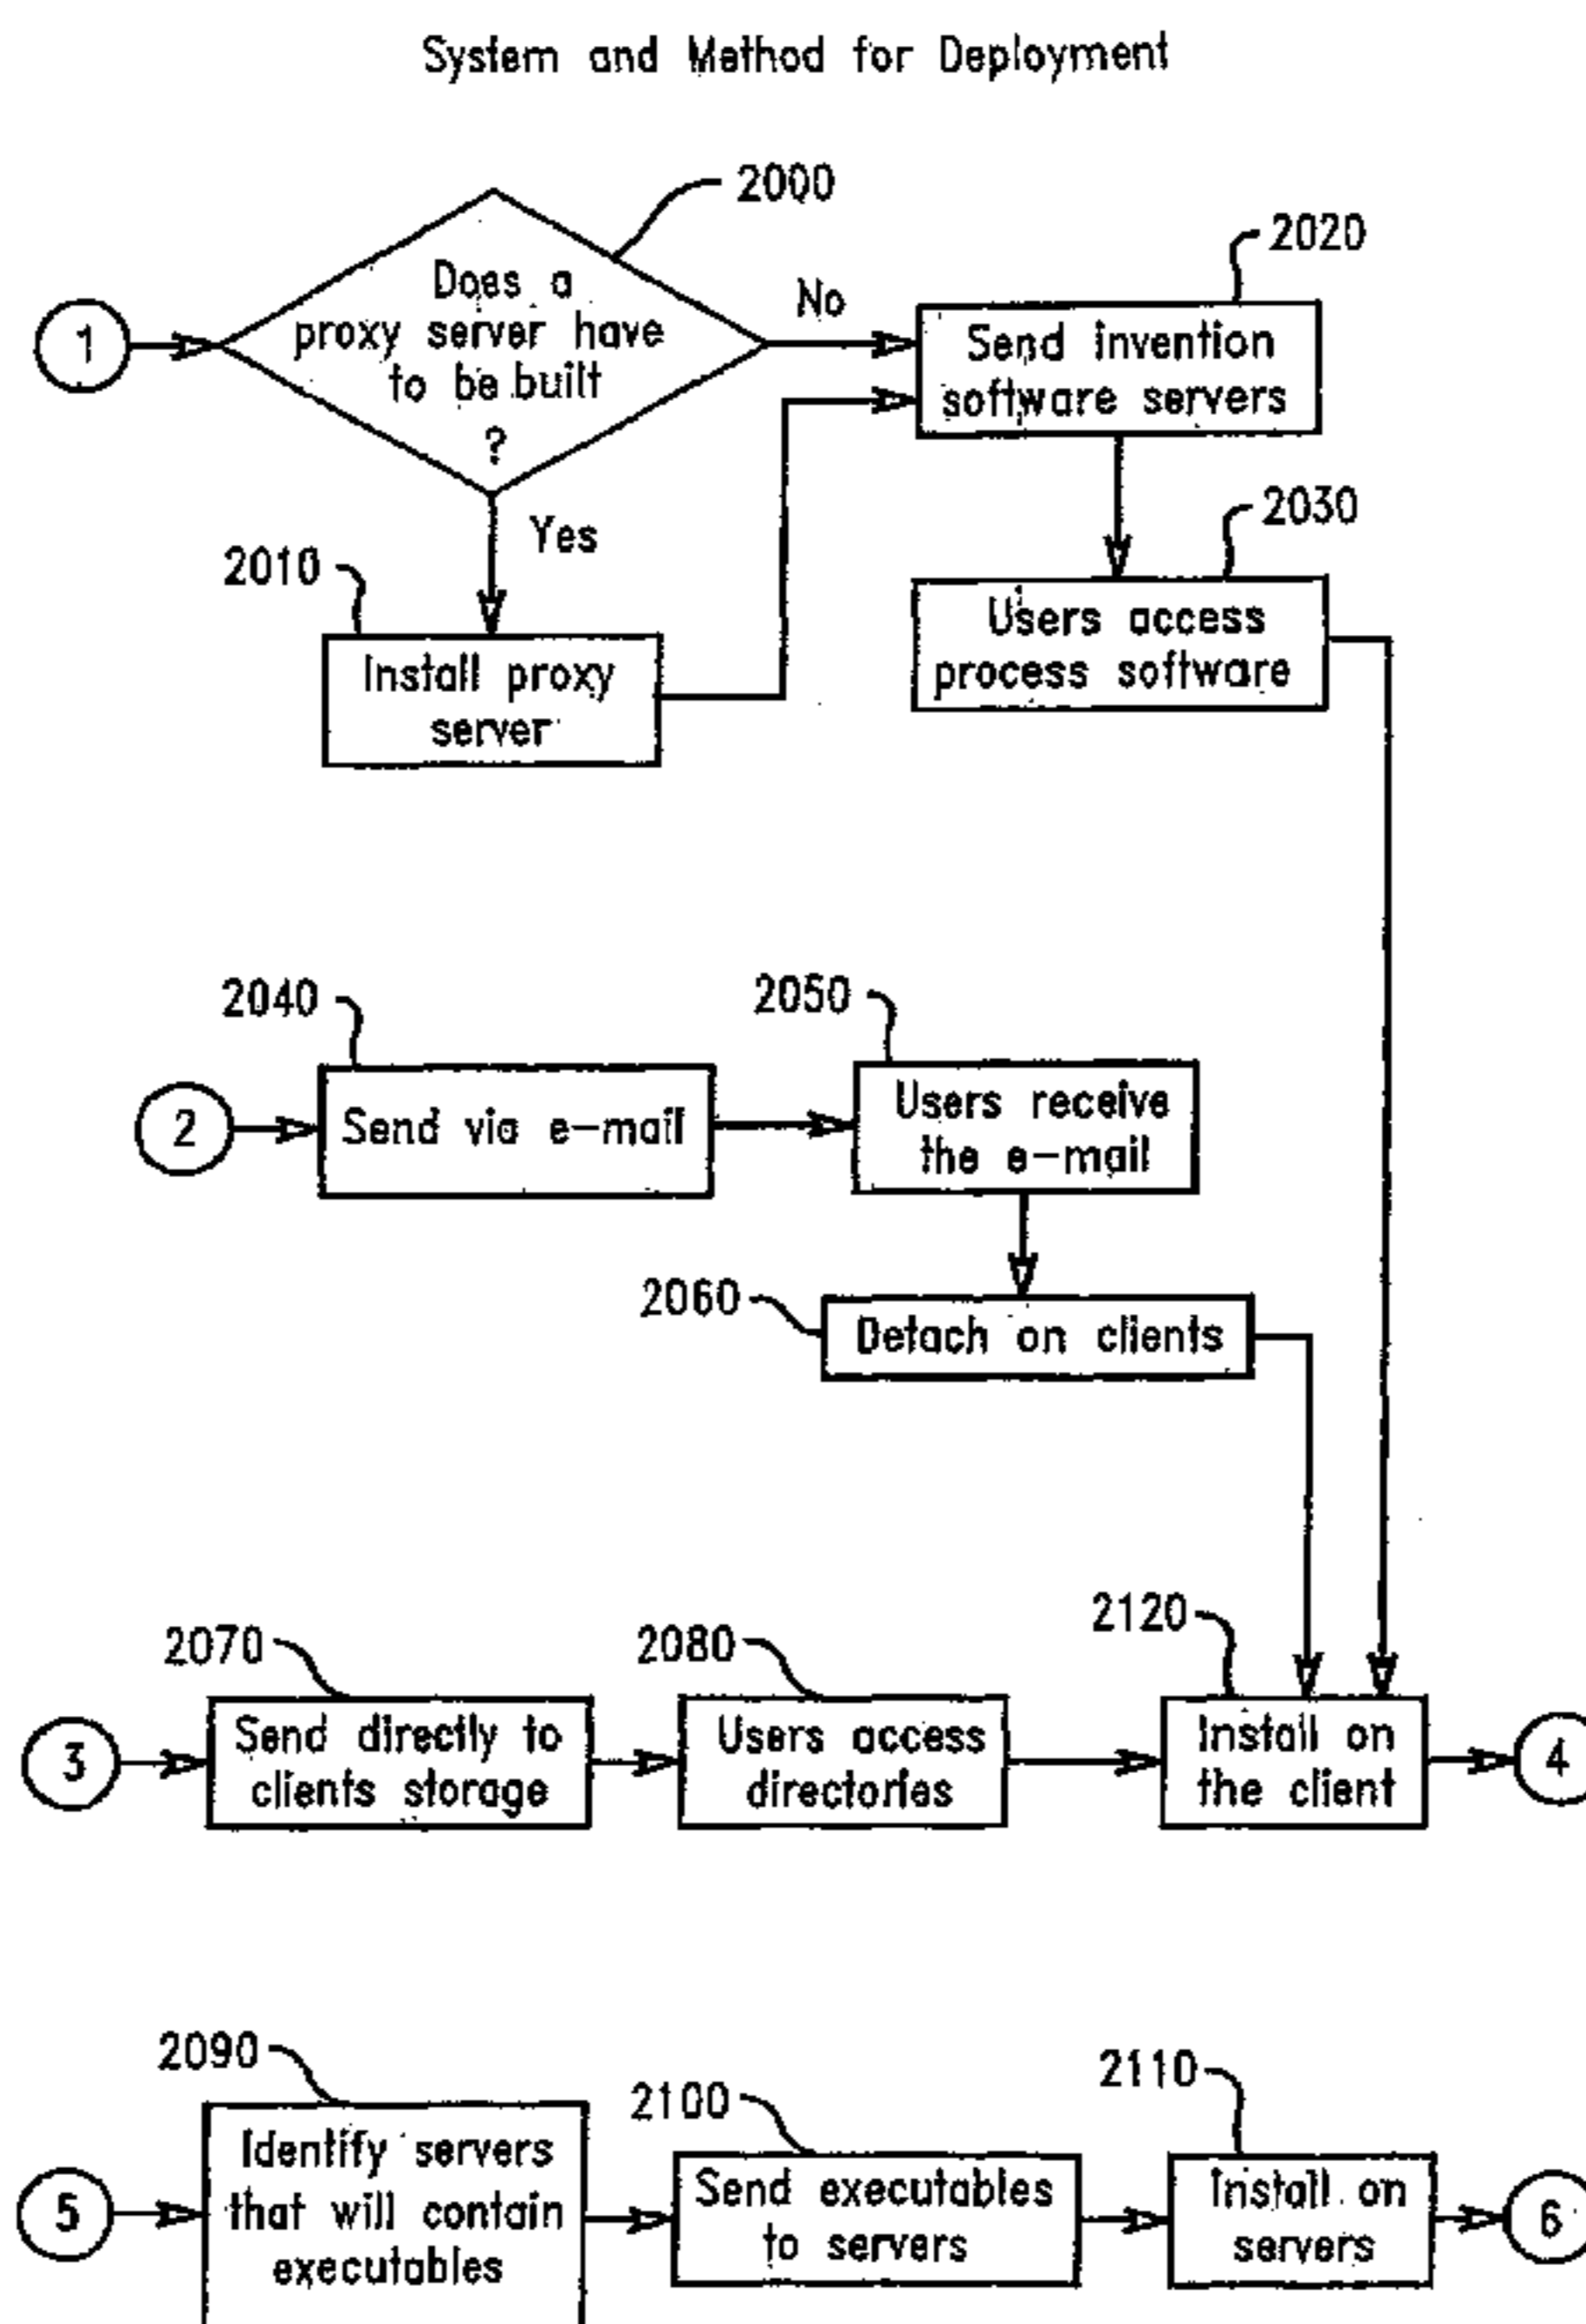 System and Method for Deployment
2000
2020
1
Does a
proxy server have
to be built
?
No
Send invention
software servers
Yes
2010
Install proxy
server
2030
Users access
process software
2040
2050
2
Send via e-mail
Users receive
the e-mail
2060
Detach on clients
2070
2080
2120
3
Send directly to
clients storage
Users access
directories
Install on
the client
4
2090
2100
2110
5
Identify servers
that will contain
executables
Send executables
to servers
Install on
servers
6